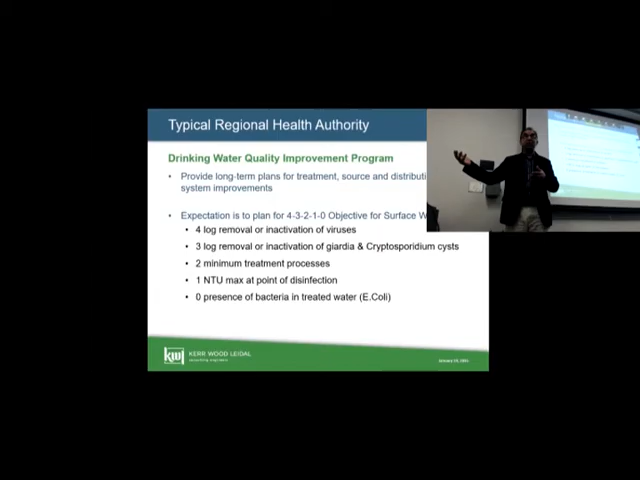 Typical Regional Health Authority
Drinking Water Quality Improvement Program
• Provide long-term plans for treatment, source and distributi
system improvements
• Expectation is to plan for 4-3-2-1-0 Objective for Surface W
• 4 log removal or inactivation of viruses
• 3 log removal or inactivation of giardia & Cryptosporidium cysts
• 2 minimum treatment processes
• 1 NTU max at point of disinfection
• 0 presence of bacteria in treated water (E.Coli)
kwl KERR WOOD LEIDAL
consulting engineers